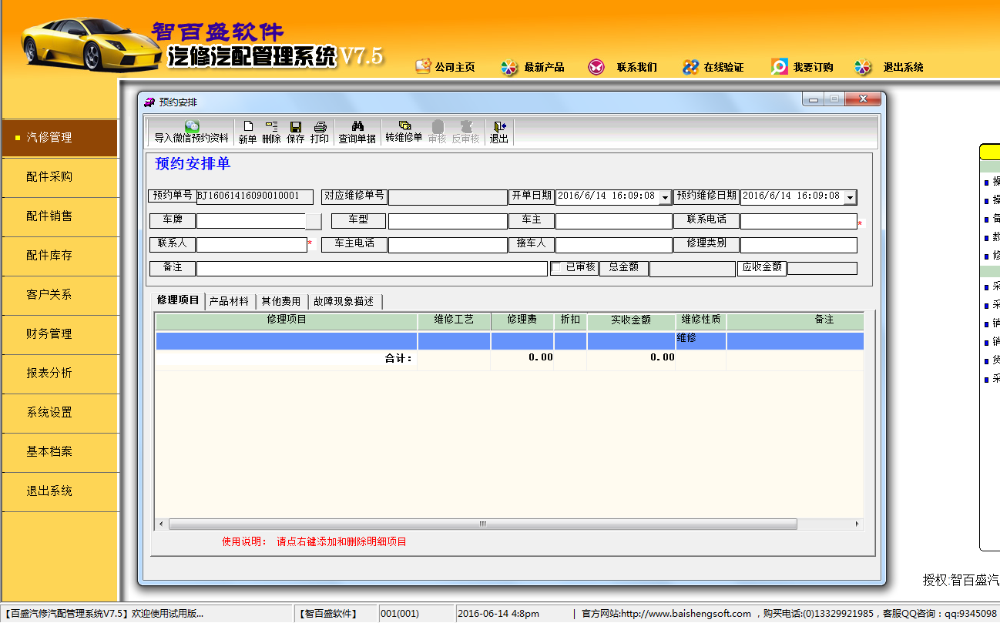 智百盛软件
汽修汽配管理系统V7.5
公司主页 最新产品 联系我们 在线验证 我要订购 退出系统
汽修管理
配件采购
配件销售
配件库存
客户关系
财务管理
报表分析
系统设置
基本档案
退出系统
预约安排
导入微信预约资料 新单 删除 保存 打印 查询单据 转维修单 审核 反审核 退出
预约安排单
预约单号 BJ16061416090010001 对应维修单号 开单日期 2016/6/14 16:09:08 预约维修日期 2016/6/14 16:09:08
车牌 车型 车主 联系电话 *
联系人 * 车主电话 接车人 修理类别
备注 已审核 总金额 应收金额
修理项目 产品材料 其他费用 故障现象描述
修理项目 维修工艺 修理费 折扣 实收金额 维修性质 备注
维修
合计: 0.00 0.00
使用说明: 请点右键添加和删除明细项目
操
操
备
数
修
采
采
销
销
货
采
授权:智百盛汽
【百盛汽修汽配管理系统V7.5】欢迎使用试用版... 【智百盛软件】 001(001) 2016-06-14 4:8pm | 官方网站:http://www.baishengsoft.com ,购买电话:(0)13329921985,客服QQ咨询:qq:9345098